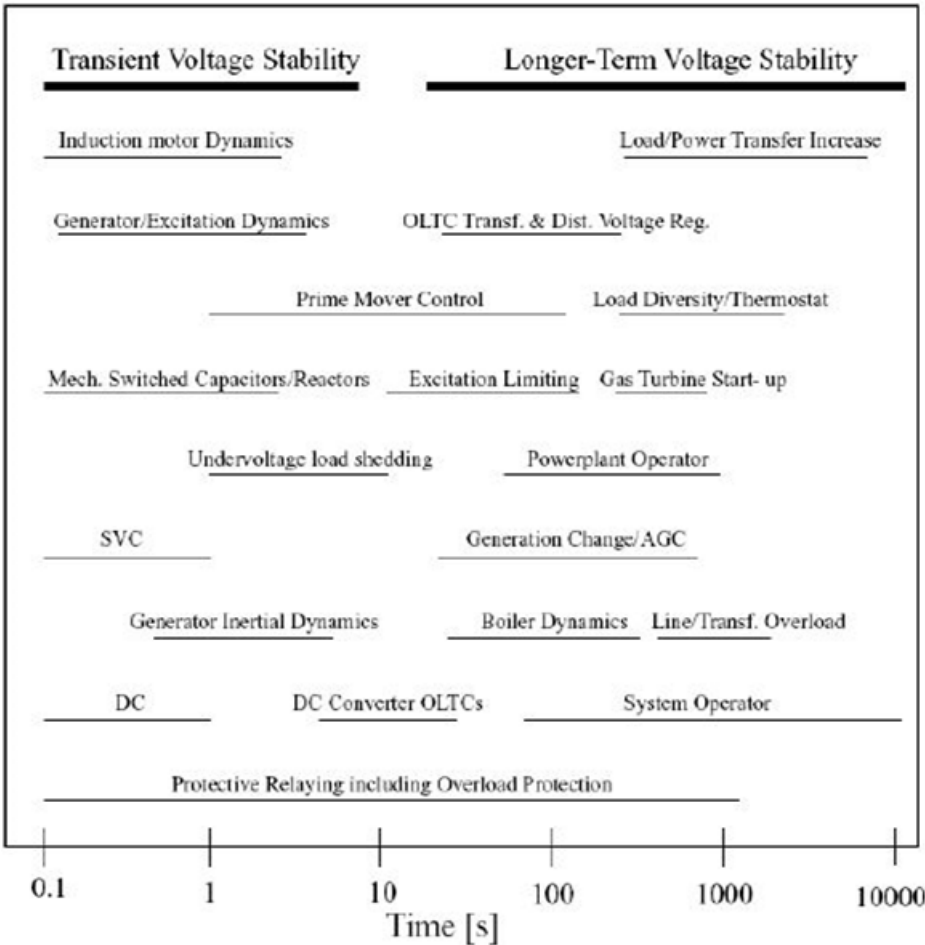 Transient Voltage Stability Longer-Term Voltage Stability
Induction motor Dynamics Load/Power Transfer Increase
Generator/Excitation Dynamics OLTC Transf. & Dist. Voltage Reg.
Prime Mover Control Load Diversity/Thermostat
Mech. Switched Capacitors/Reactors Excitation Limiting Gas Turbine Start- up
Undervoltage load shedding Powerplant Operator
SVC Generation Change/AGC
Generator Inertial Dynamics Boiler Dynamics Line/Transf. Overload
DC DC Converter OLTCs System Operator
Protective Relaying including Overload Protection
0.1 1 10 100 1000 10000
Time [s]